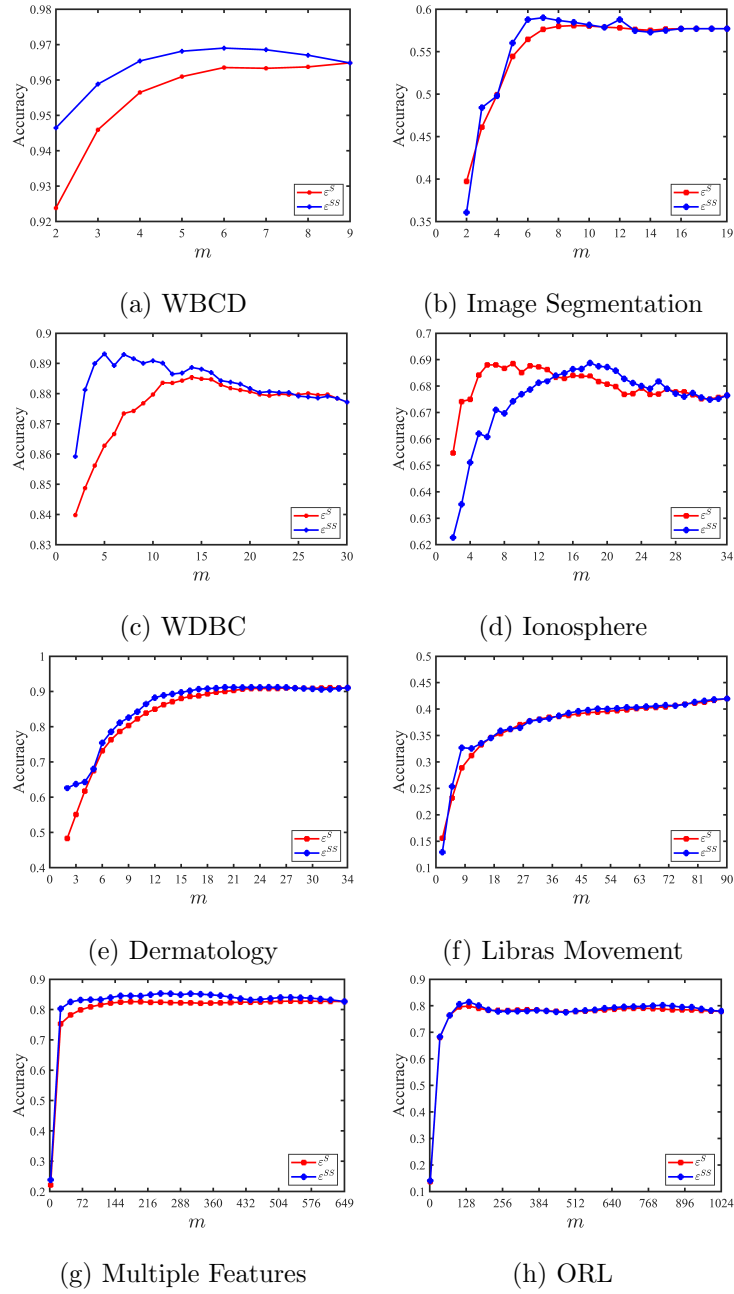 0.98
0.97
0.96
0.95
0.94
0.93
0.92
Accuracy
2 3 4 5 6 7 8 9
m
ε^S
ε^SS
(a) WBCD
0.6
0.55
0.5
0.45
0.4
0.35
Accuracy
0 2 4 6 8 10 12 14 16 19
m
ε^S
ε^SS
(b) Image Segmentation
0.9
0.89
0.88
0.87
0.86
0.85
0.84
0.83
Accuracy
0 5 10 15 20 25 30
m
ε^S
ε^SS
(c) WDBC
0.7
0.69
0.68
0.67
0.66
0.65
0.64
0.63
0.62
Accuracy
0 4 8 12 16 20 24 28 34
m
ε^S
ε^SS
(d) Ionosphere
1
0.9
0.8
0.7
0.6
0.5
0.4
Accuracy
0 3 6 9 12 15 18 21 24 27 30 34
m
ε^S
ε^SS
(e) Dermatology
0.5
0.45
0.4
0.35
0.3
0.25
0.2
0.15
0.1
Accuracy
0 9 18 27 36 45 54 63 72 81 90
m
ε^S
ε^SS
(f) Libras Movement
0.9
0.8
0.7
0.6
0.5
0.4
0.3
0.2
Accuracy
0 72 144 216 288 360 432 504 576 649
m
ε^S
ε^SS
(g) Multiple Features
0.9
0.8
0.7
0.6
0.5
0.4
0.3
0.2
0.1
Accuracy
0 128 256 384 512 640 768 896 1024
m
ε^S
ε^SS
(h) ORL